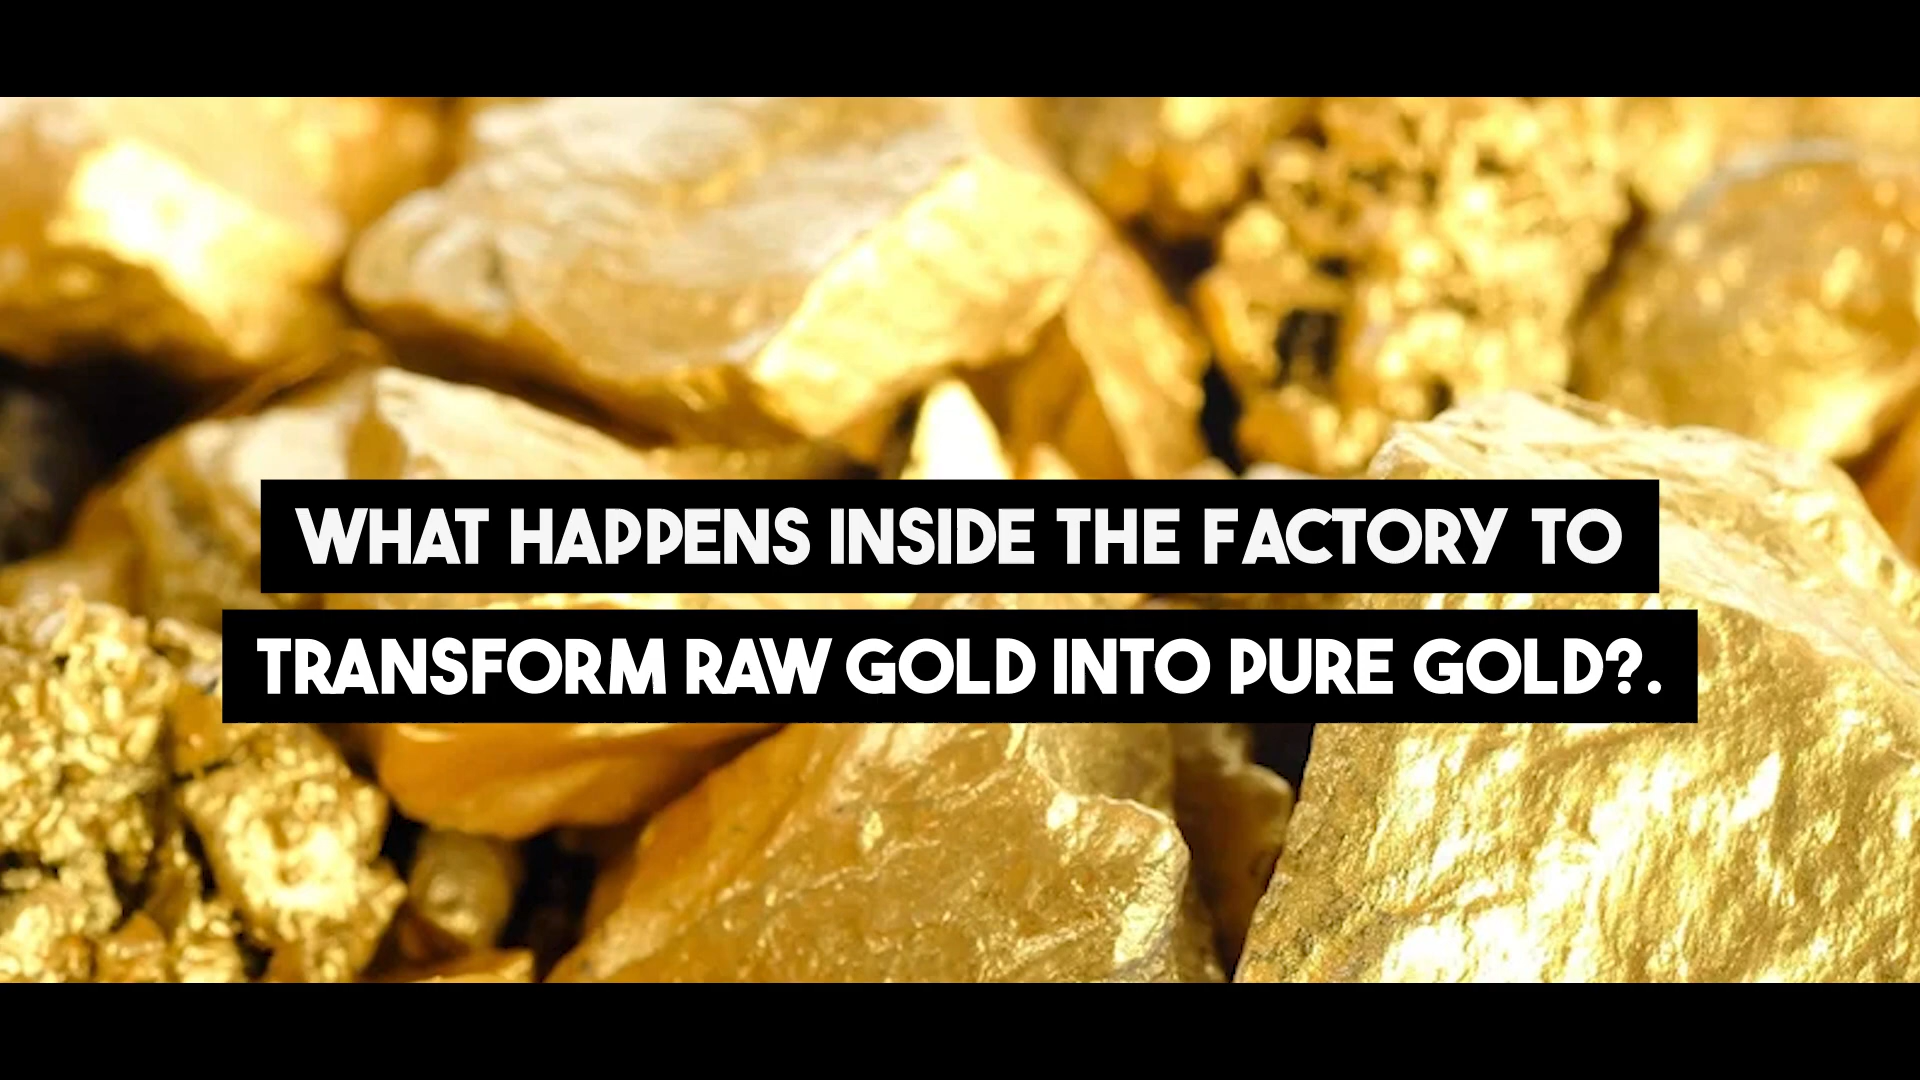 WHAT HAPPENS INSIDE THE FACTORY TO
TRANSFORM RAW GOLD INTO PURE GOLD?.